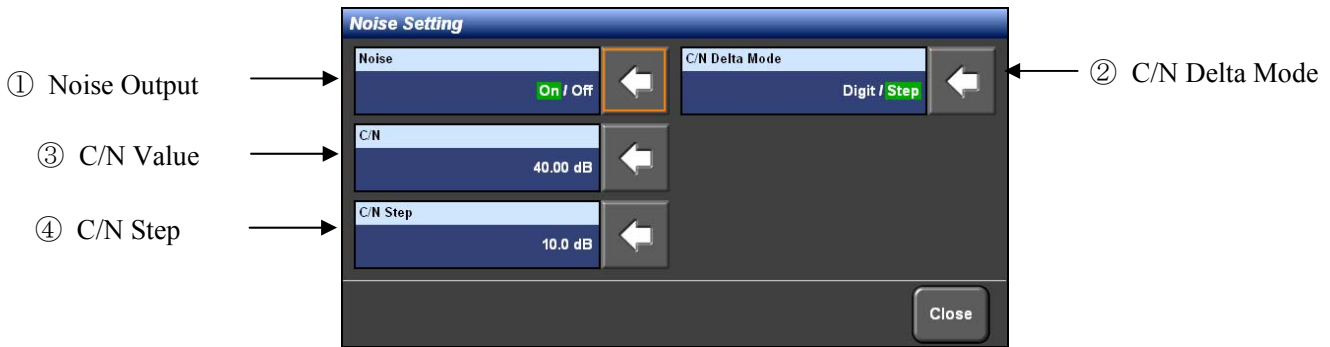 Noise Setting
① Noise Output
Noise
On / Off
C/N Delta Mode
Digit / Step
② C/N Delta Mode
③ C/N Value
C/N
40.00 dB
④ C/N Step
C/N Step
10.0 dB
Close